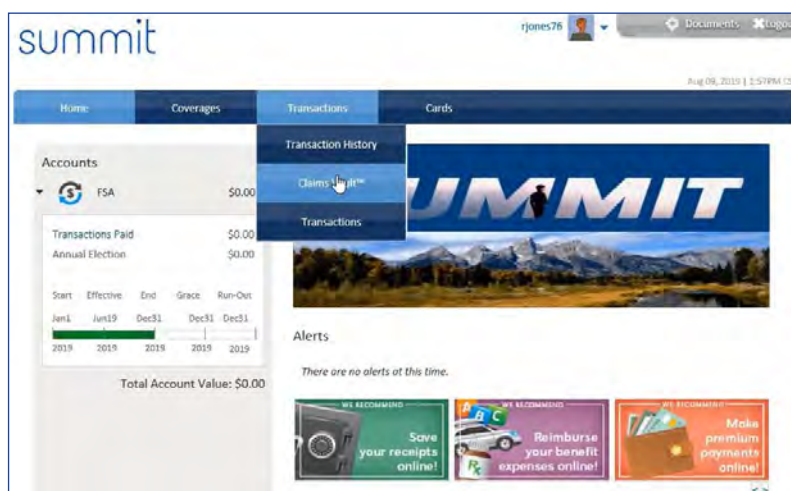 summit
rjones76
Documents
Aug 09, 2019
Home Coverages Transactions Cards
Transaction History
Claims
Transactions
Accounts
FSA $0.00
Transactions Paid $0.00
Annual Election $0.00
Start Effective End Grace Run-Out
Jan1 Jun19 Dec31 Dec31 Dec31
2019 2019 2019 2019 2019
Total Account Value: $0.00
SUMMIT
Alerts
There are no alerts at this time.
WE RECOMMEND
Save
your receipts
online!
A B C
Rx
WE RECOMMEND
Reimburse
your benefit
expenses online!
WE RECOMMEND
Make
premium
payments
online!